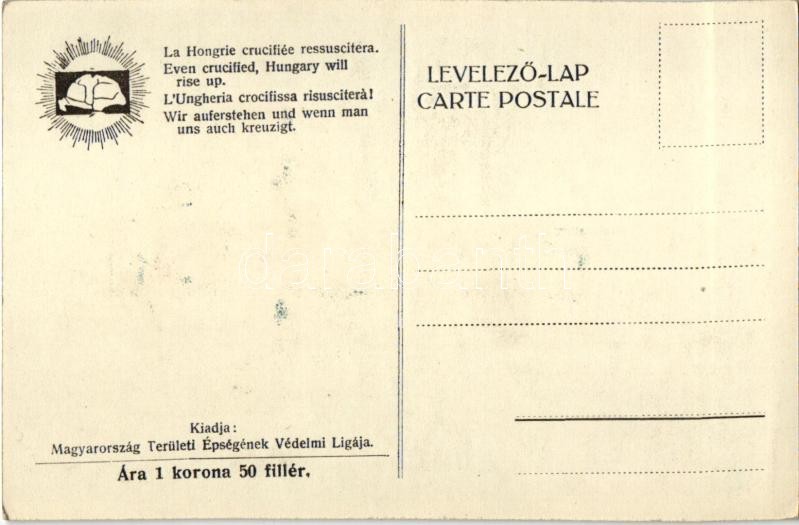 La Hongrie crucifiée ressuscitera.
Even crucified, Hungary will
rise up.
L'Ungheria crocifissa risusciterà!
Wir auferstehen und wenn man
uns auch kreuzigt.
Kiadja:
Magyarország Területi Épségének Védelmi Ligája.
Ára 1 korona 50 fillér.
LEVELEZŐ-LAP
CARTE POSTALE
darabanth